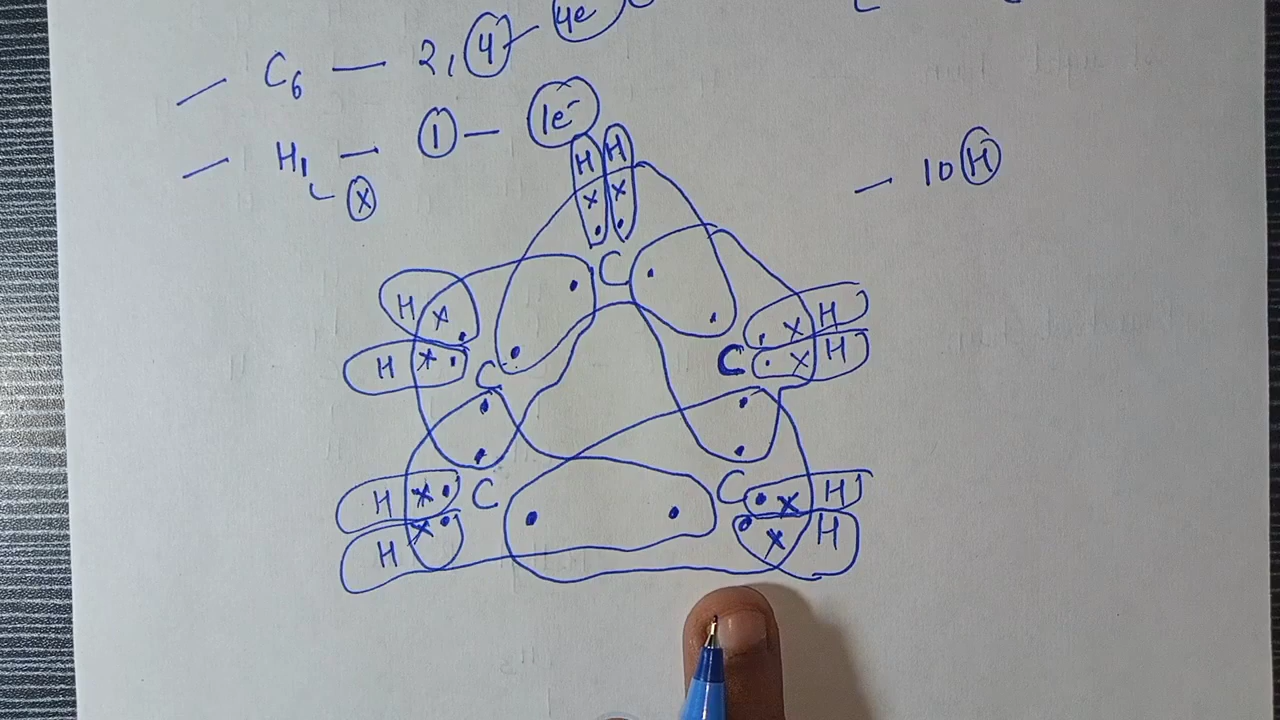 — C₆ — 2, 4 — 4e
— H₁ — 1 — 1e⁻
x
— 10 H
H H
x x
C
H x x H
H x C C x H
H x C C x H
H x x H